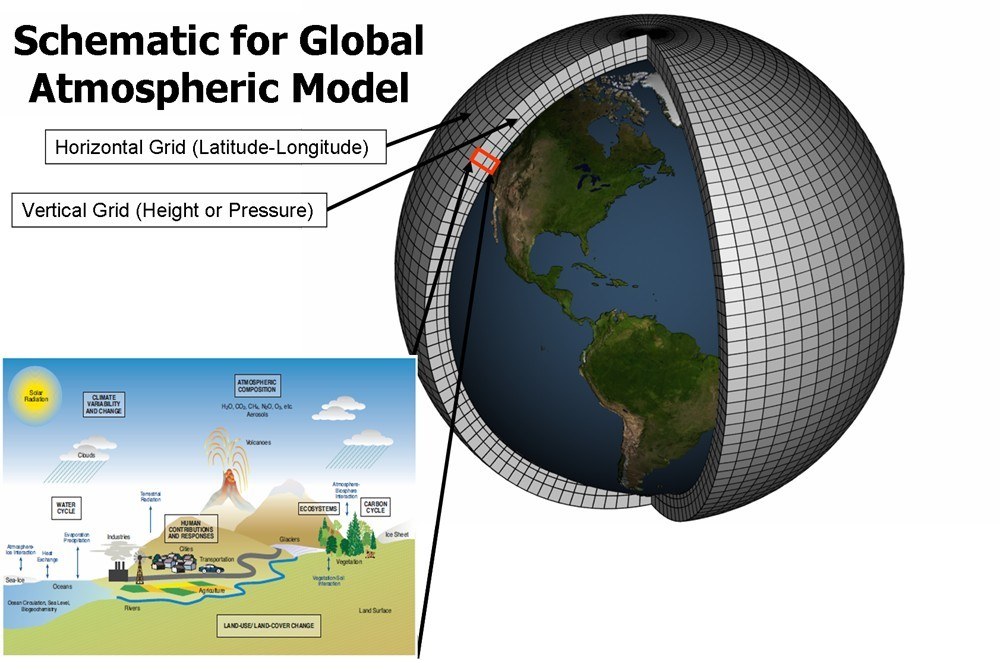 Schematic for Global
Atmospheric Model
Horizontal Grid (Latitude-Longitude)
Vertical Grid (Height or Pressure)
Solar
Radiation
CLIMATE
VARIABILITY
AND CHANGE
ATMOSPHERIC
COMPOSITION
H₂O, CO₂, CH₄, N₂O, O₃, etc.
Aerosols
Clouds
Volcanoes
WATER
CYCLE
Terrestrial
Radiation
HUMAN
CONTRIBUTIONS
AND RESPONSES
Atmosphere-
Biosphere
Interaction
ECOSYSTEMS
CARBON
CYCLE
Atmosphere-
Ice Interaction
Heat
Exchange
Evaporation
Precipitation
Industries
Cities
Transportation
Glaciers
Vegetation
Ice Sheet
Sea-Ice
Oceans
Agriculture
Vegetation-Soil
Interaction
Ocean Circulation, Sea Level,
Biogeochemistry
Rivers
Land Surface
LAND-USE/ LAND-COVER CHANGE